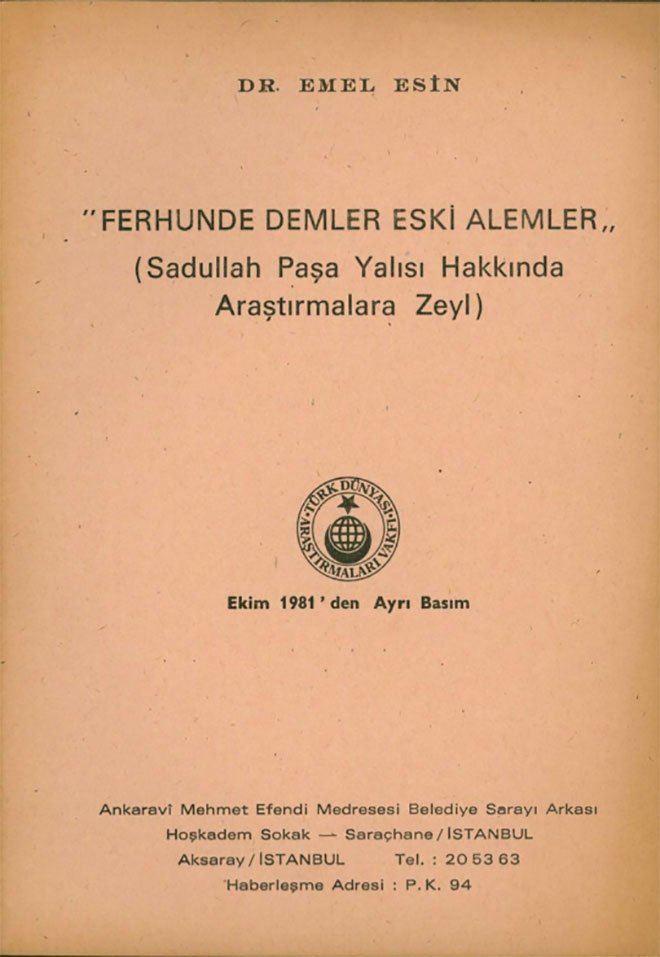 DR. EMEL ESİN
"FERHUNDE DEMLER ESKİ ALEMLER„
(Sadullah Paşa Yalısı Hakkında
Araştırmalara Zeyl)
TÜRK DÜNYASI
ARAŞTIRMALARI VAKFI
Ekim 1981'den Ayrı Basım
Ankaravî Mehmet Efendi Medresesi Belediye Sarayı Arkası
Hoşkadem Sokak — Saraçhane/İSTANBUL
Aksaray/İSTANBUL Tel. : 20 53 63
Haberleşme Adresi : P.K. 94